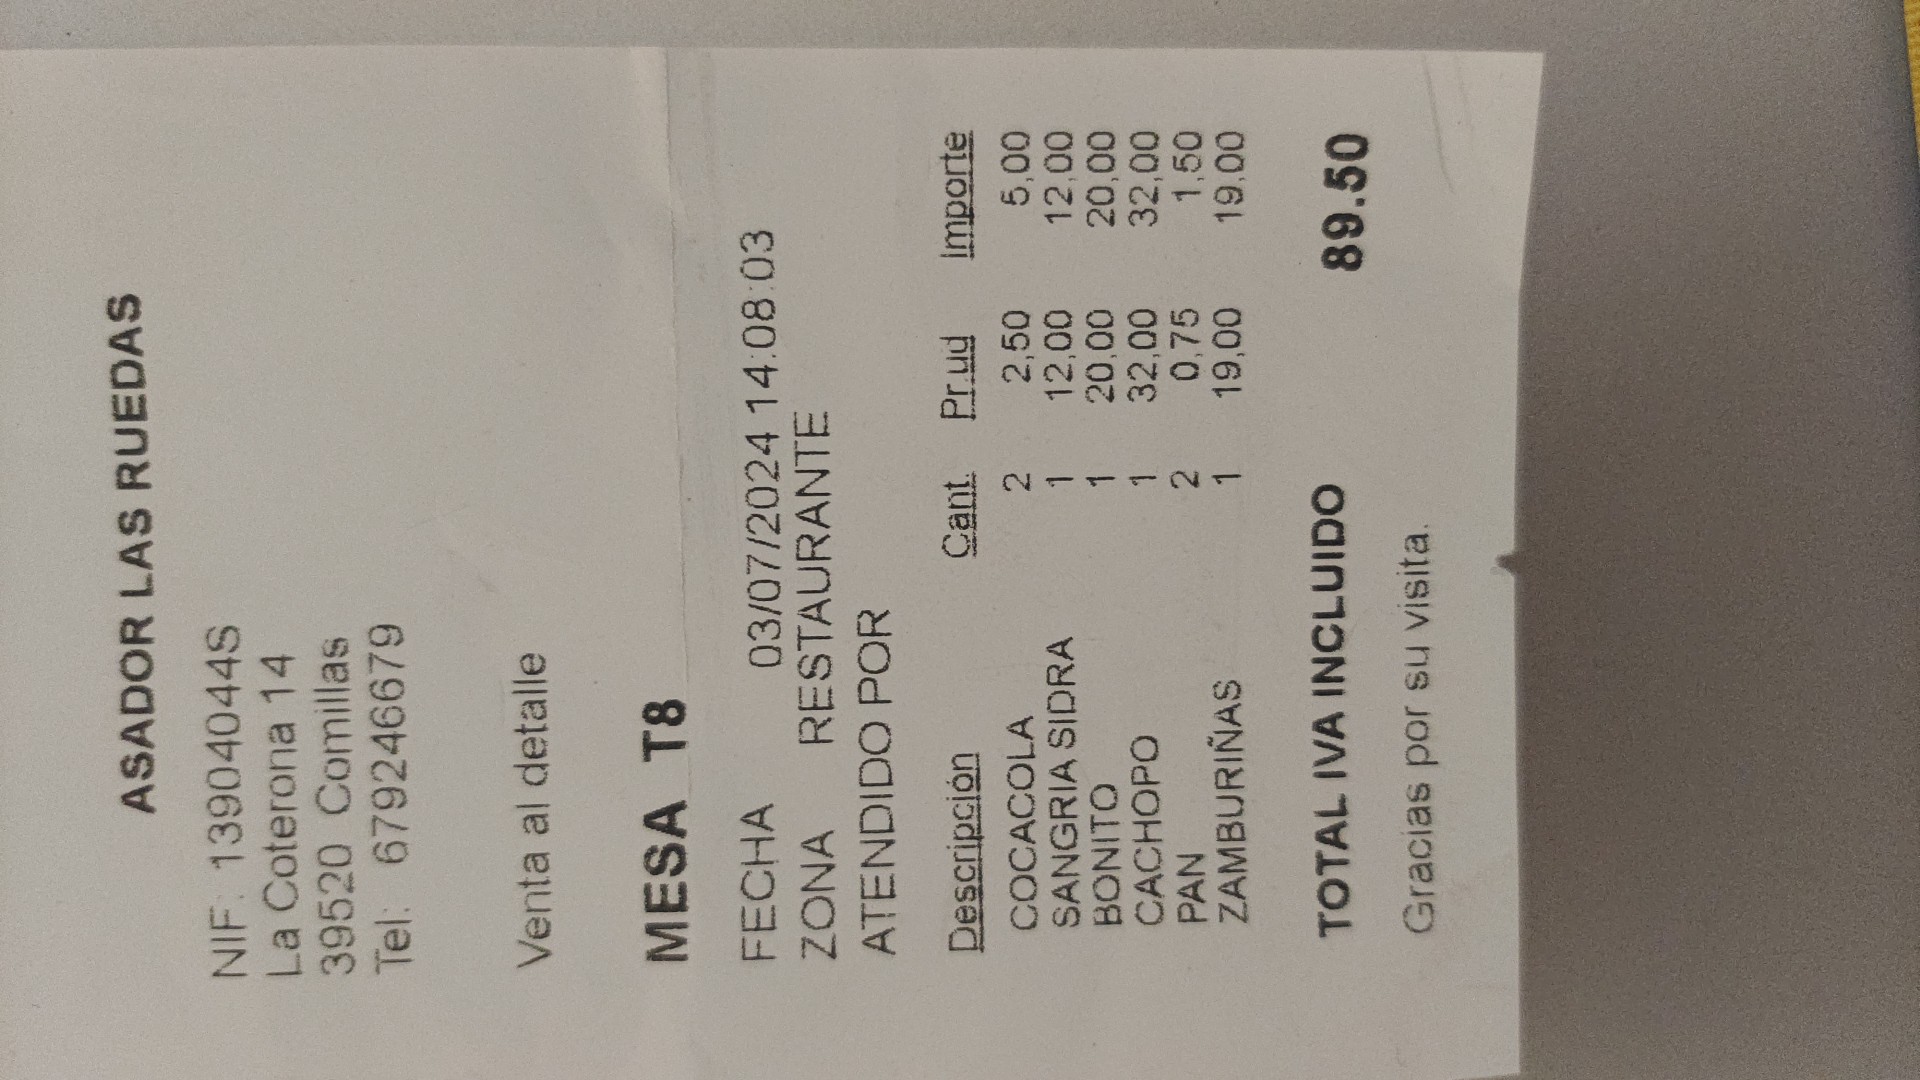 ASADOR LAS RUEDAS
NIF: 13904044S
La Coterona 14
39520 Comillas
Tel: 679246679
Venta al detalle
MESA T8
FECHA 03/07/2024 14:08:03
ZONA RESTAURANTE
ATENDIDO POR
Descripción Cant. Pr.ud Importe
COCACOLA 2 2,50 5,00
SANGRIA SIDRA 1 12,00 12,00
BONITO 1 20,00 20,00
CACHOPO 1 32,00 32,00
PAN 2 0,75 1,50
ZAMBURIÑAS 1 19,00 19,00
TOTAL IVA INCLUIDO 89.50
Gracias por su visita.